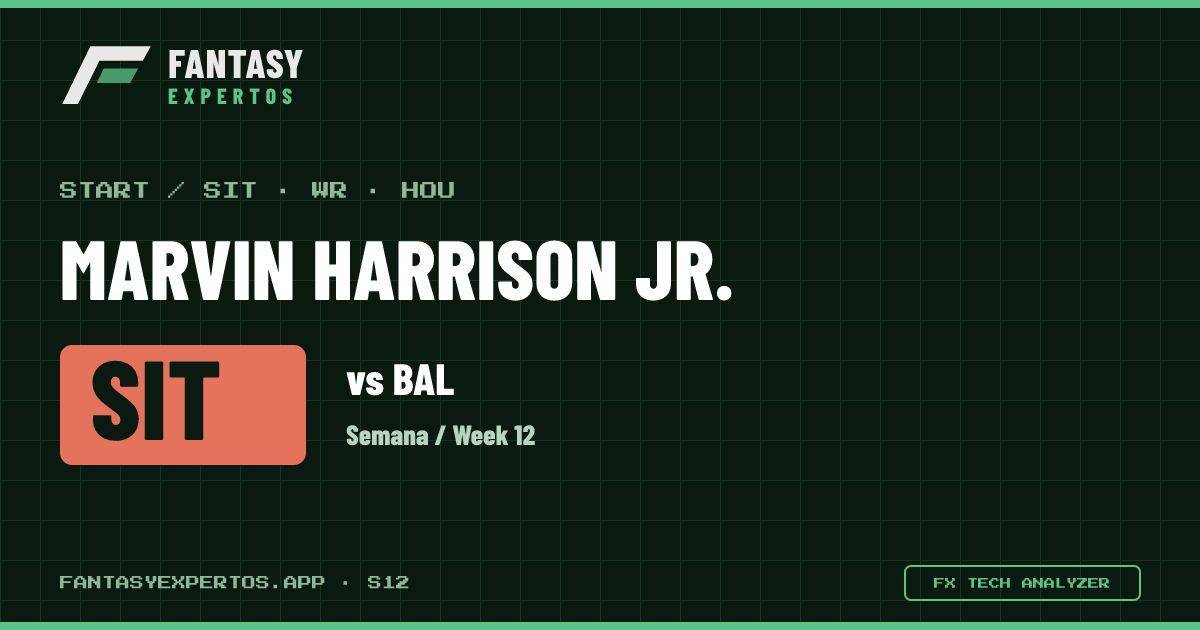 FANTASY
EXPERTOS
START / SIT · WR · HOU
MARVIN HARRISON JR.
SIT
vs BAL
Semana / Week 12
FANTASYEXPERTOS.APP · S12
FX TECH ANALYZER